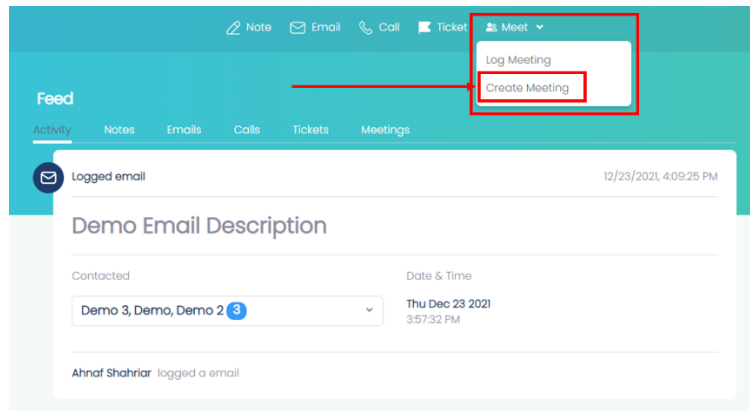 Note Email Call Ticket Meet
Log Meeting
Create Meeting
Feed
Activity Notes Emails Calls Tickets Meetings
Logged email 12/23/2021, 4:09:25 PM
Demo Email Description
Contacted Date & Time
Demo 3, Demo, Demo 2 3 Thu Dec 23 2021
3:57:32 PM
Ahnaf Shahriar logged a email